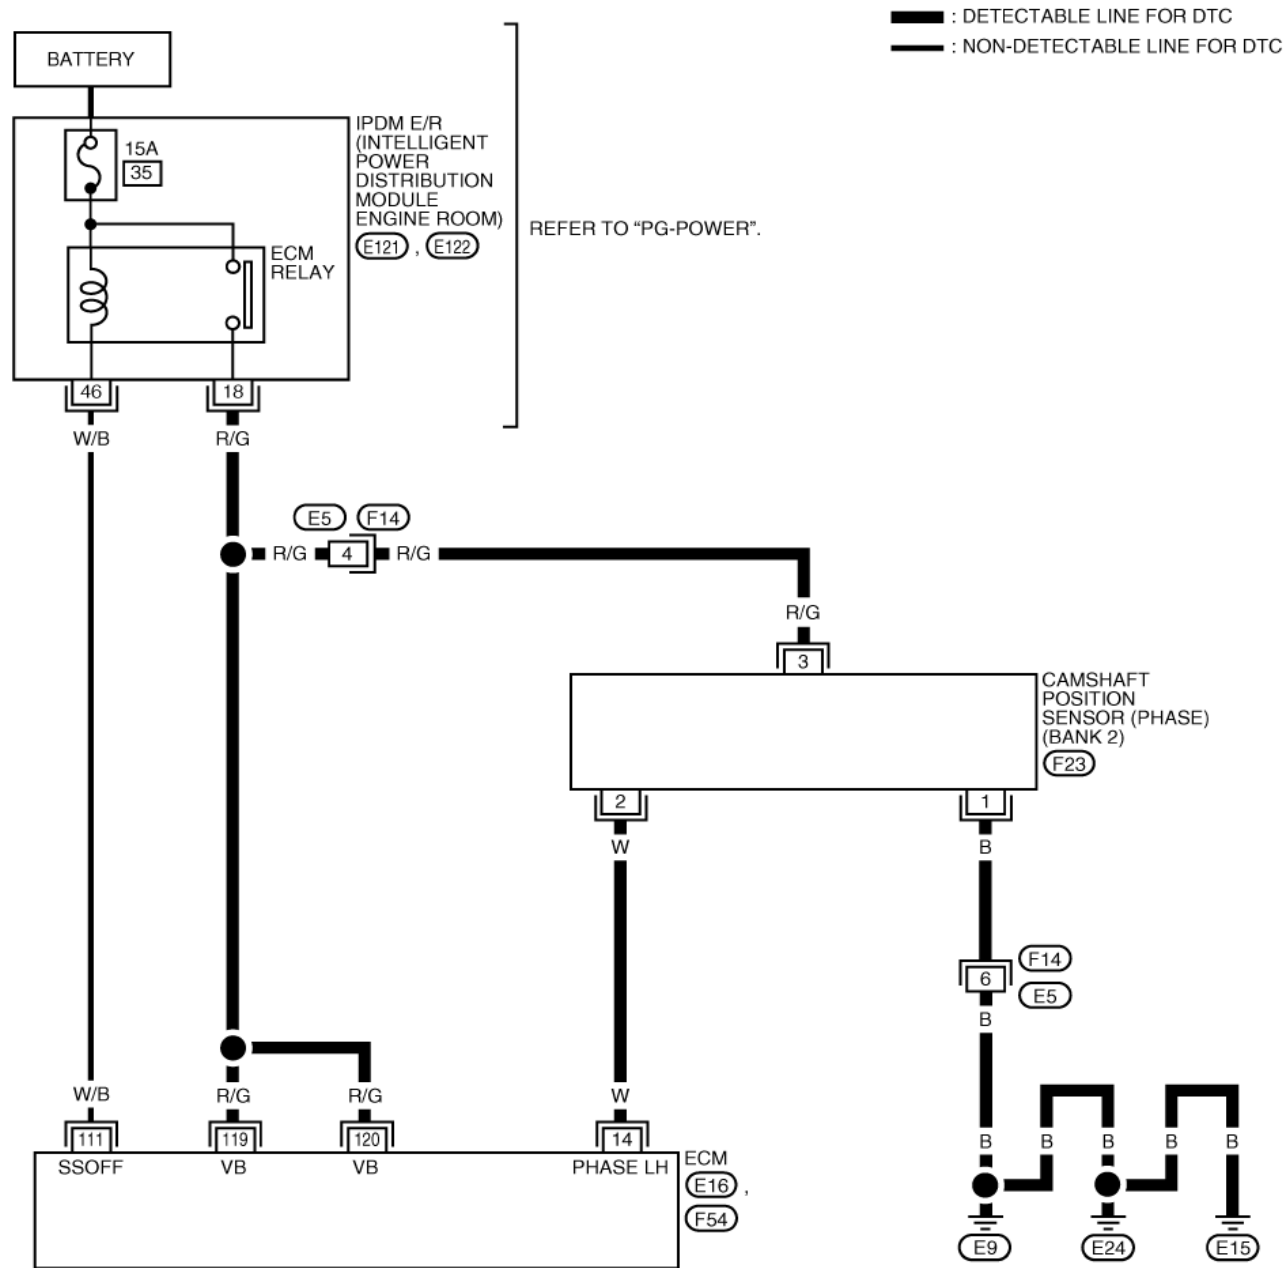 : DETECTABLE LINE FOR DTC
: NON-DETECTABLE LINE FOR DTC
BATTERY
15A
35
IPDM E/R
(INTELLIGENT
POWER
DISTRIBUTION
MODULE
ENGINE ROOM)
E121 , E122
REFER TO “PG-POWER”.
ECM
RELAY
46
18
W/B
R/G
E5
F14
R/G
4
R/G
R/G
3
CAMSHAFT
POSITION
SENSOR (PHASE)
(BANK 2)
F23
2
1
W
B
6
F14
E5
B
W/B
R/G
R/G
W
B
B
B
B
B
111
119
120
14
SSOFF
VB
VB
PHASE LH
ECM
E16 ,
F54
E9
E24
E15